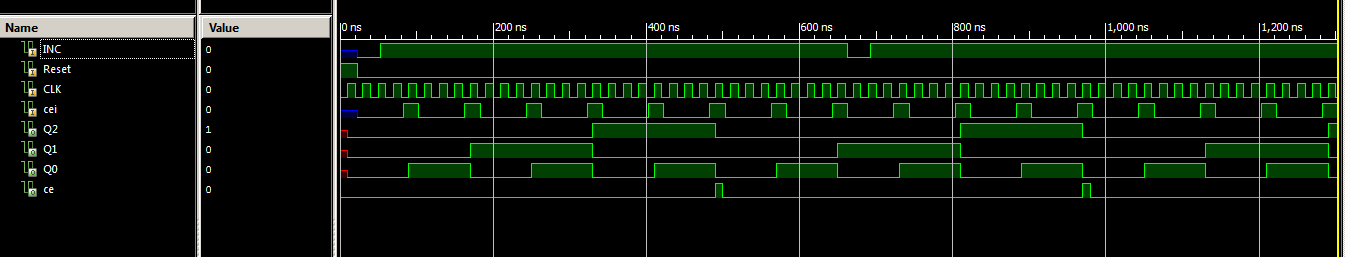 Name Value
0 ns 200 ns 400 ns 600 ns 800 ns 1,000 ns 1,200 ns
INC 0
Reset 0
CLK 0
cei 0
Q2 1
Q1 0
Q0 0
ce 0